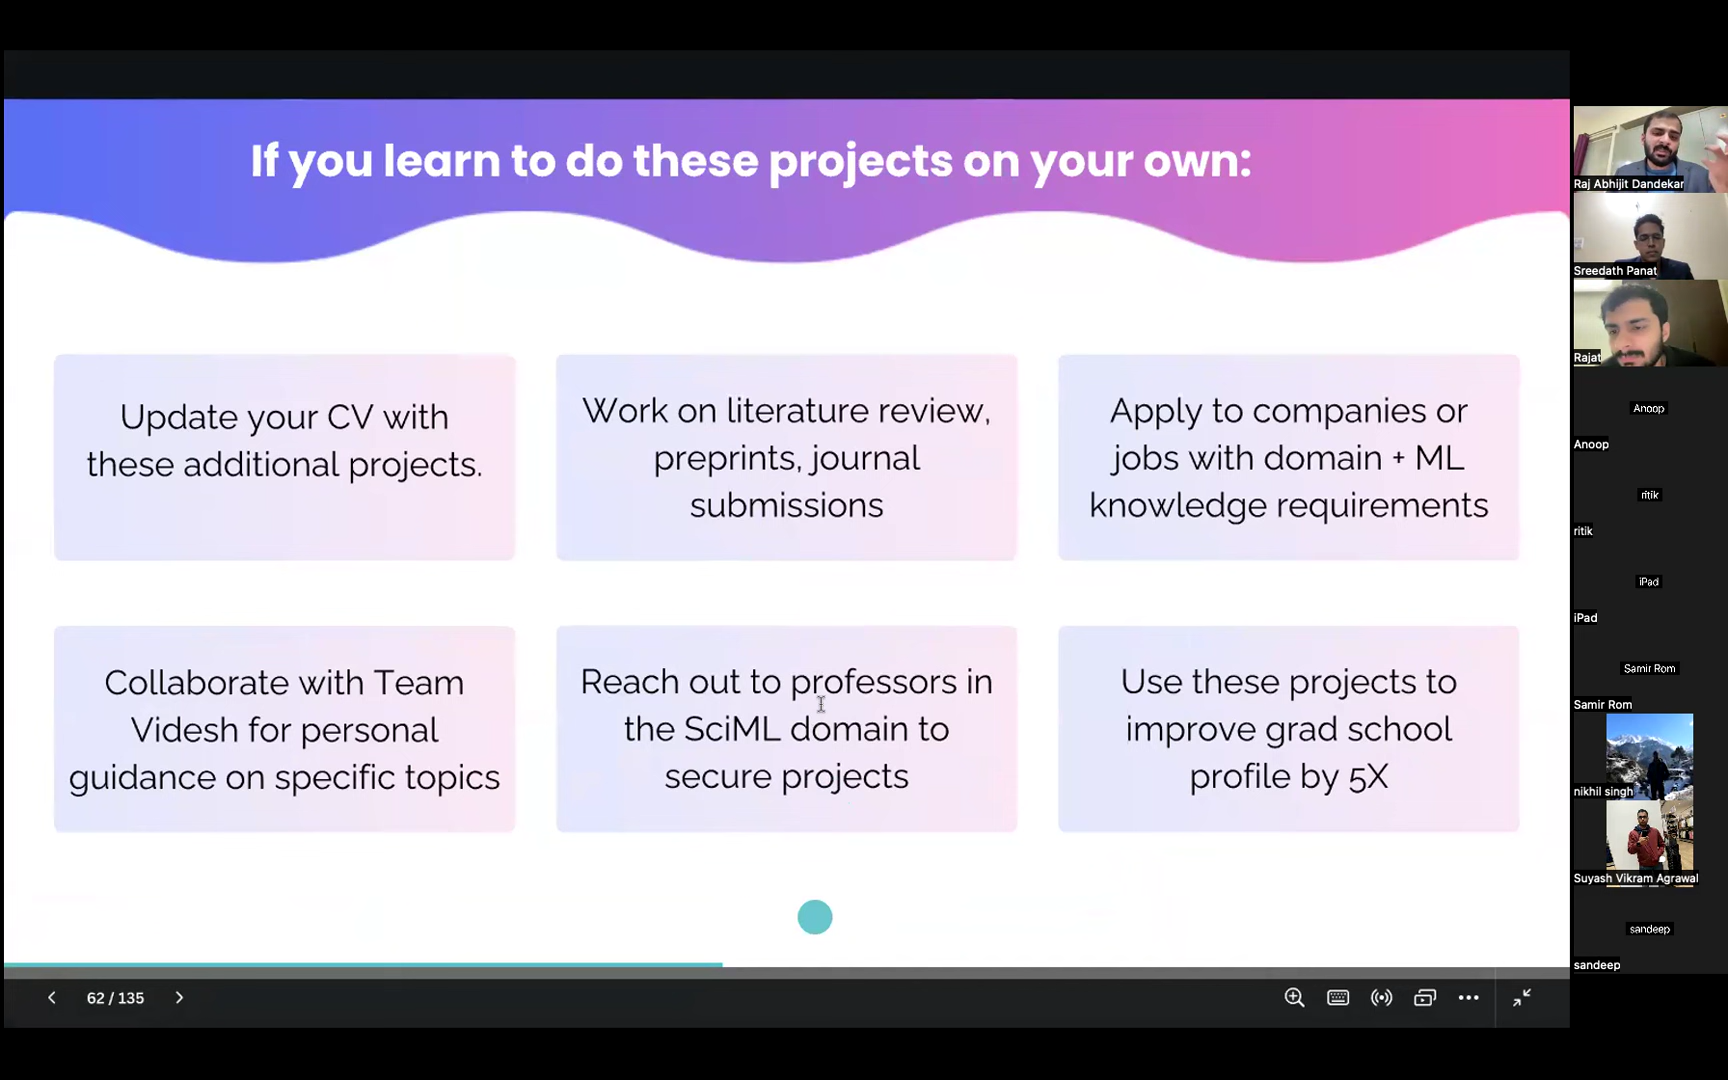 If you learn to do these projects on your own:
Update your CV with
these additional projects.
Work on literature review,
preprints, journal
submissions
Apply to companies or
jobs with domain + ML
knowledge requirements
Collaborate with Team
Videsh for personal
guidance on specific topics
Reach out to professors in
the SciML domain to
secure projects
Use these projects to
improve grad school
profile by 5X
62 / 135
Raj Abhijit Dandekar
Sreedath Panat
Rajat
Anoop
Anoop
ritik
ritik
iPad
iPad
Samir Rom
Samir Rom
nikhil singh
Suyash Vikram Agrawal
sandeep
sandeep